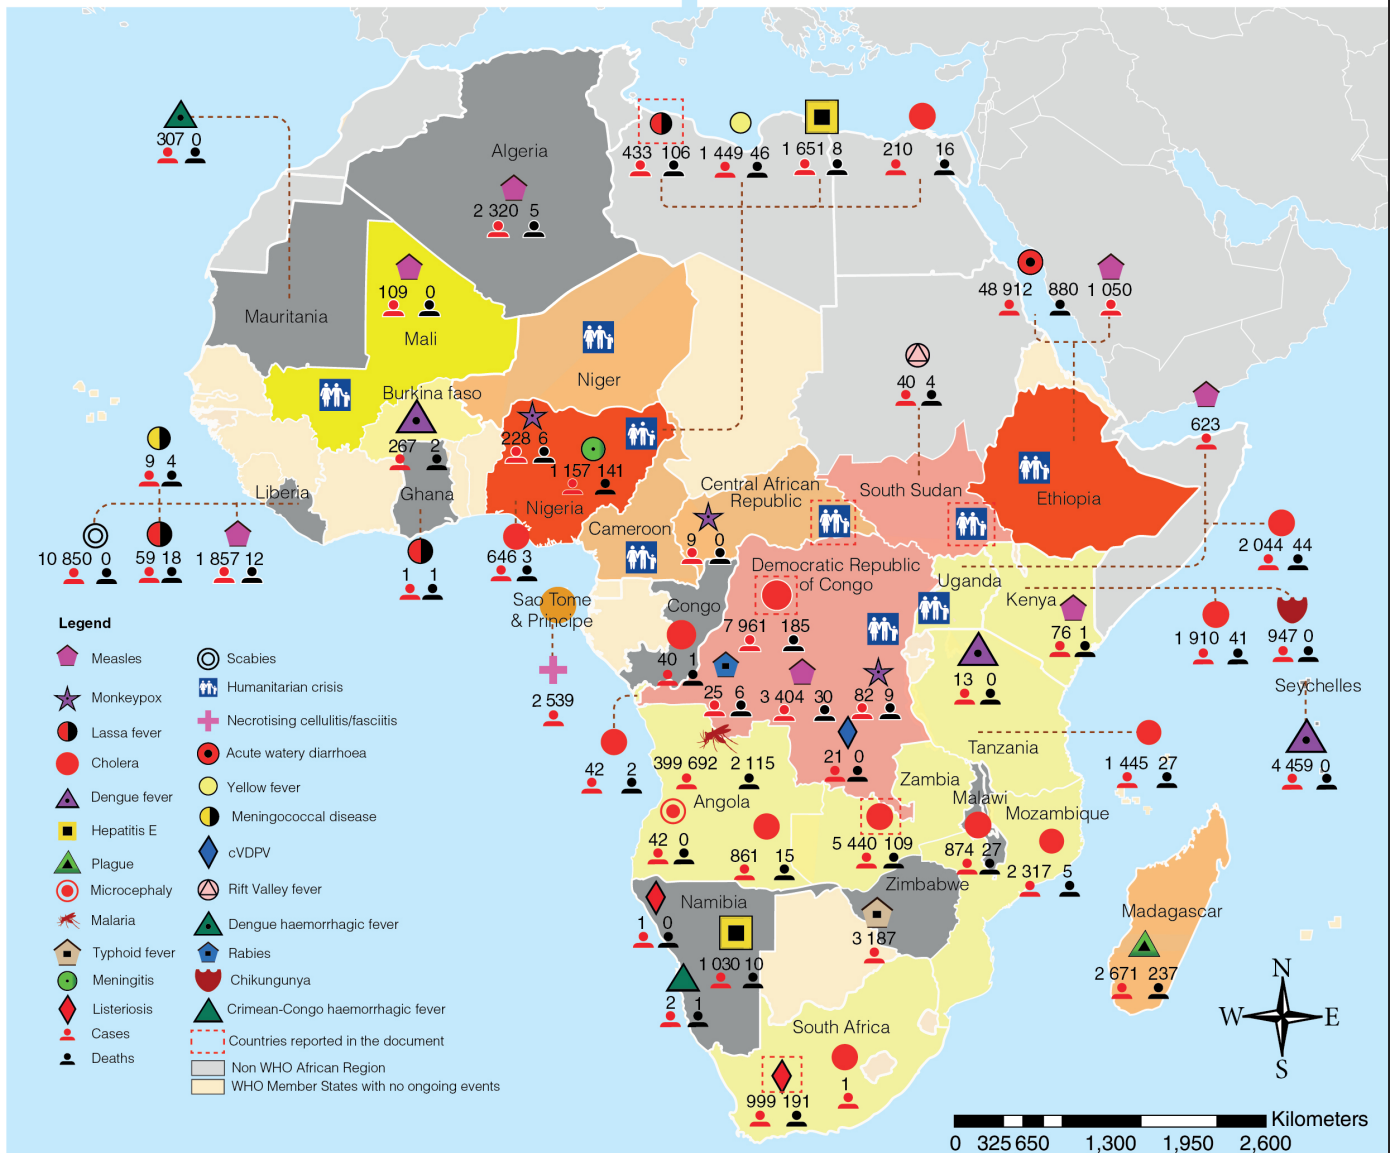 Algeria
2 320 5
307 0
433 106
1 449 46
1 651 8
210 16
Mauritania
109 0
Mali
Niger
48 912 880 1 050
40 4
623
Burkina faso
267 2
228 6
1 157 141
Nigeria
9 4
Liberia
Ghana
10 850 0
59 18
1 857 12
1 1
646 3
Cameroon
Central African
Republic
9 0
South Sudan
Ethiopia
2 044 44
Sao Tome
& Principe
2 539
Congo
40 1
Democratic Republic
of Congo
7 961 185
25 6
3 404 30
82 9
21 0
Uganda
Kenya
76 1
1 910 41
947 0
13 0
Tanzania
Seychelles
4 459 0
1 445 27
42 2
399 692 2 115
Angola
42 0
861 15
Zambia
5 440 109
Malawi
874 27
Mozambique
2 317 5
Zimbabwe
3 187
Namibia
1 0
1 030 10
2 1
Madagascar
2 671 237
South Africa
999 191
1
Legend
Measles
Monkeypox
Lassa fever
Cholera
Dengue fever
Hepatitis E
Plague
Microcephaly
Malaria
Typhoid fever
Meningitis
Listeriosis
Cases
Deaths
Scabies
Humanitarian crisis
Necrotising cellulitis/fasciitis
Acute watery diarrhoea
Yellow fever
Meningococcal disease
cVDPV
Rift Valley fever
Dengue haemorrhagic fever
Rabies
Chikungunya
Crimean-Congo haemorrhagic fever
Countries reported in the document
Non WHO African Region
WHO Member States with no ongoing events
N
W E
S
Kilometers
0 325 650 1,300 1,950 2,600